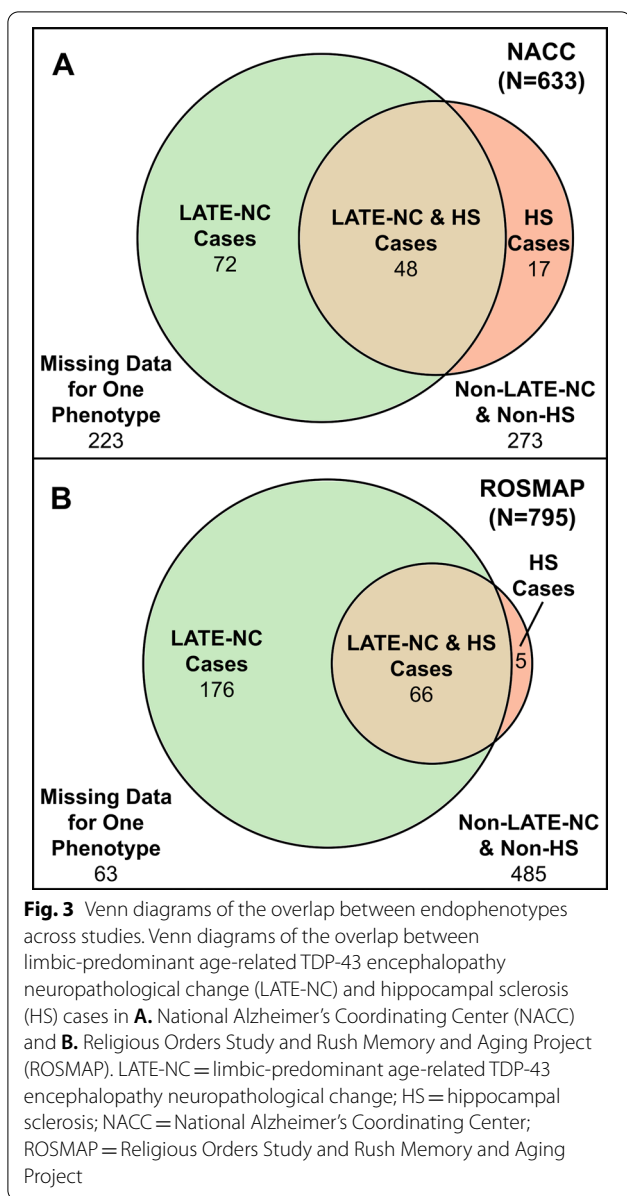 A
NACC
(N=633)
LATE-NC
Cases
72
LATE-NC & HS
Cases
48
HS
Cases
17
Missing Data
for One
Phenotype
223
Non-LATE-NC
& Non-HS
273
B
ROSMAP
(N=795)
HS
Cases
LATE-NC
Cases
176
LATE-NC & HS
Cases
66
5
Missing Data
for One
Phenotype
63
Non-LATE-NC
& Non-HS
485
Fig. 3 Venn diagrams of the overlap between endophenotypes
across studies. Venn diagrams of the overlap between
limbic-predominant age-related TDP-43 encephalopathy
neuropathological change (LATE-NC) and hippocampal sclerosis
(HS) cases in A. National Alzheimer’s Coordinating Center (NACC)
and B. Religious Orders Study and Rush Memory and Aging Project
(ROSMAP). LATE-NC = limbic-predominant age-related TDP-43
encephalopathy neuropathological change; HS = hippocampal
sclerosis; NACC = National Alzheimer’s Coordinating Center;
ROSMAP = Religious Orders Study and Rush Memory and Aging
Project